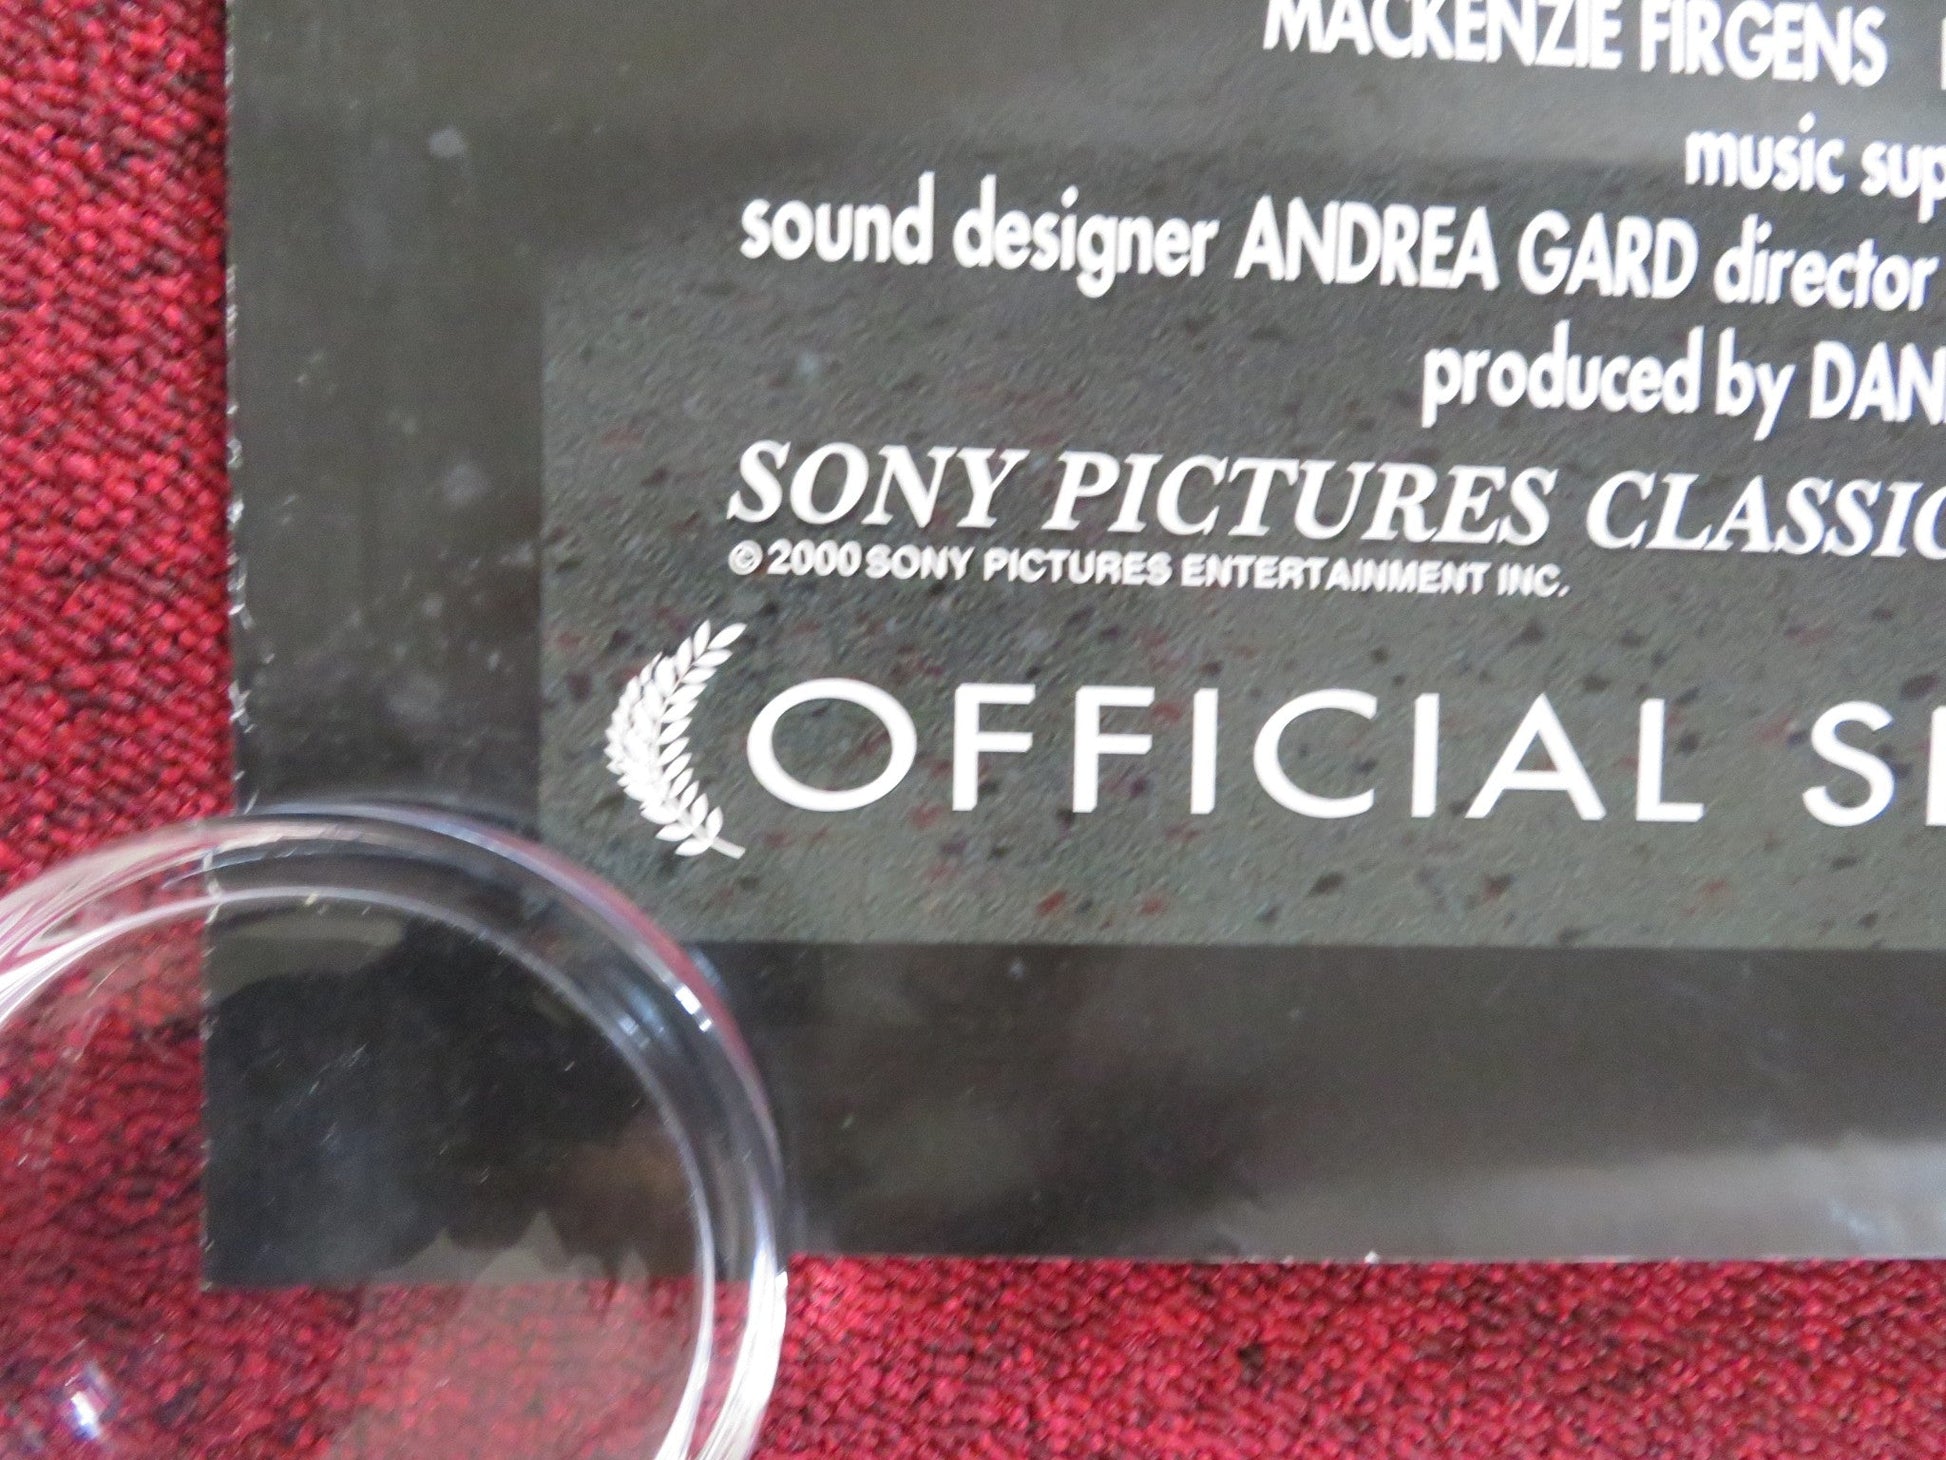 MACKENZIE FIRGENS
music sup
sound designer ANDREA GARD director
produced by DAN
SONY PICTURES CLASSIC
© 2000 SONY PICTURES ENTERTAINMENT INC.
OFFICIAL S